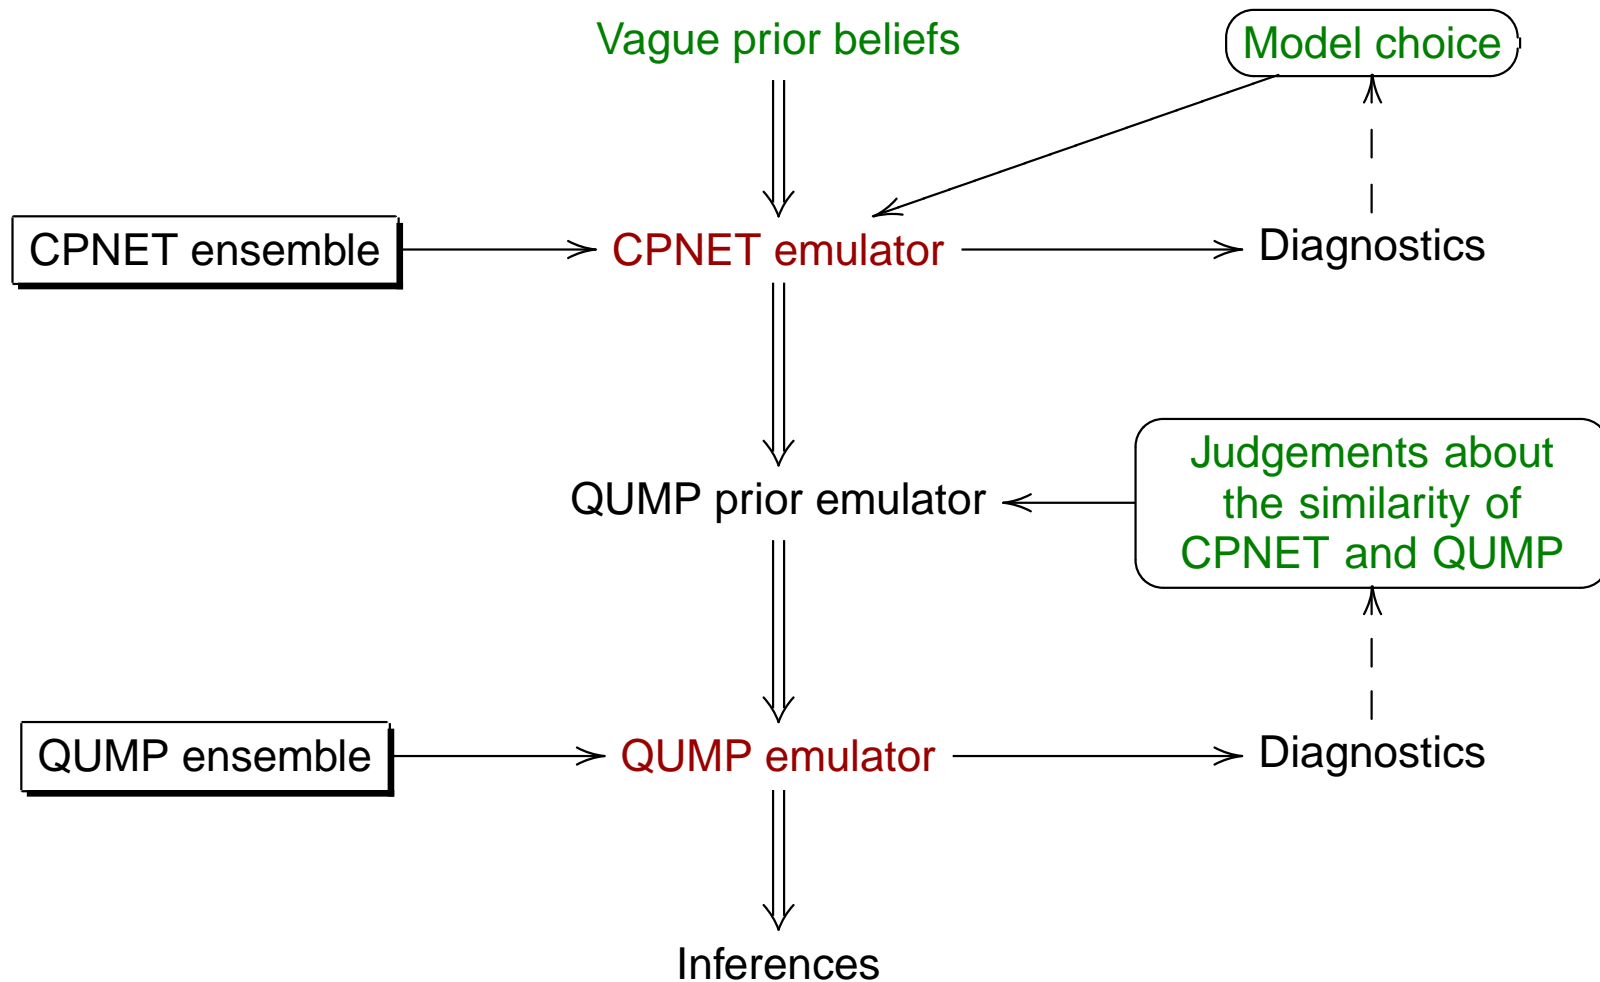 Vague prior beliefs
Model choice
CPNET ensemble
CPNET emulator
Diagnostics
QUMP prior emulator
Judgements about
the similarity of
CPNET and QUMP
QUMP ensemble
QUMP emulator
Diagnostics
Inferences